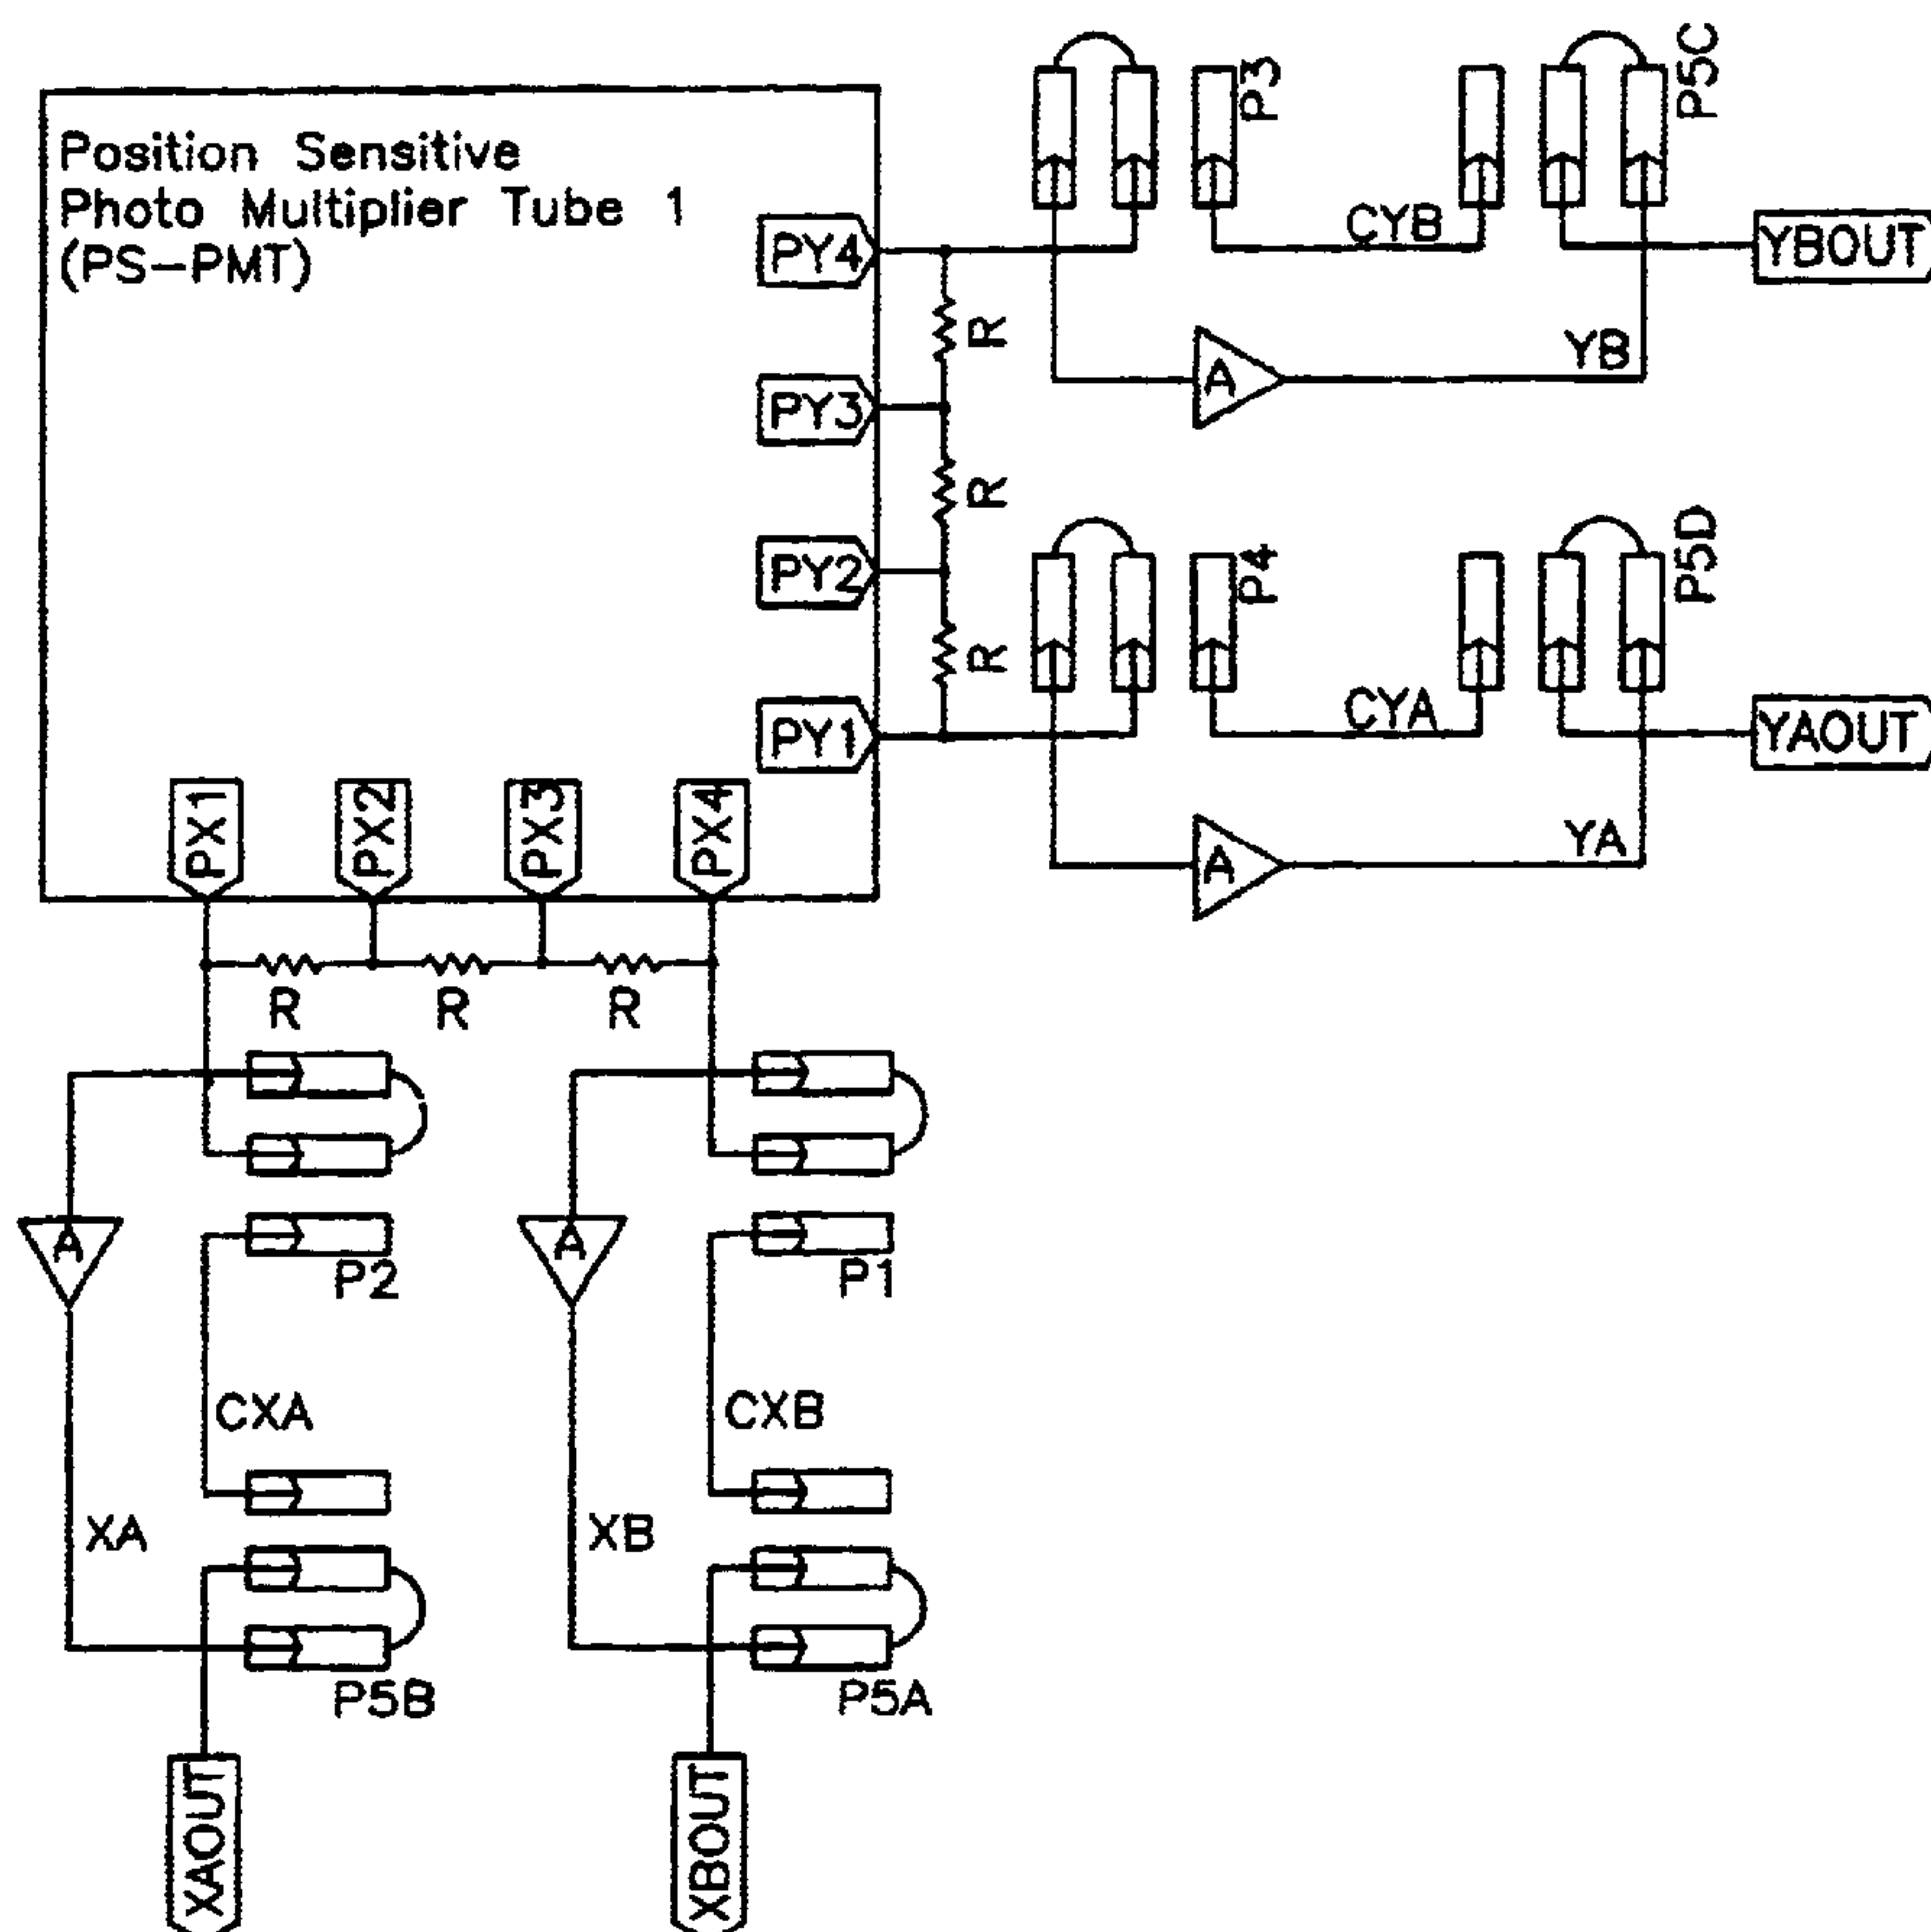 Position Sensitive
Photo Multiplier Tube 1
(PS-PMT)
PY4
PY3
PY2
PY1
PX1
PX2
PX3
PX4
R
R
R
R
R
R
P3
CYB
P5C
YBOUT
A
YB
P4
CYA
P5D
YAOUT
A
YA
A
P2
A
P1
CXA
CXB
XA
XB
P5B
P5A
XAOUT
XBOUT